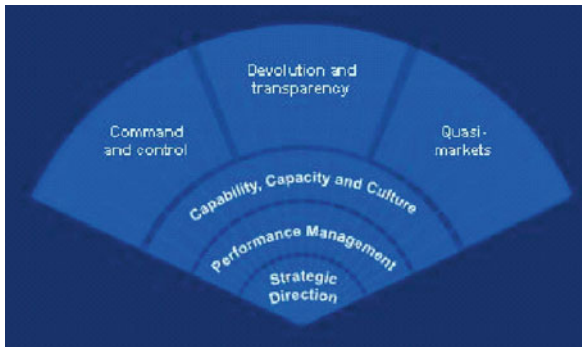 Devolution and
transparency
Command
and control
Quasi-
markets
Capability, Capacity and Culture
Performance Management
Strategic
Direction